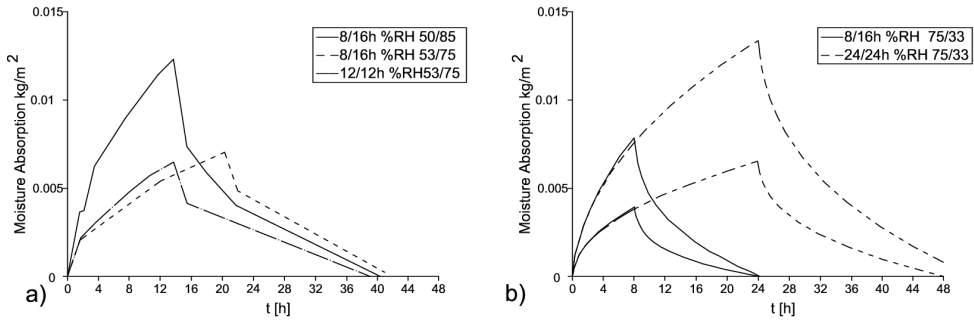 Moisture Absorption kg/m²
0.015
0.01
0.005
0
8/16h %RH 50/85
8/16h %RH 53/75
12/12h %RH53/75
0 4 8 12 16 20 24 28 32 36 40 44 48
t [h]
a)
Moisture Absorption kg/m²
0.015
0.01
0.005
0
8/16h %RH 75/33
24/24h %RH 75/33
0 4 8 12 16 20 24 28 32 36 40 44 48
t [h]
b)